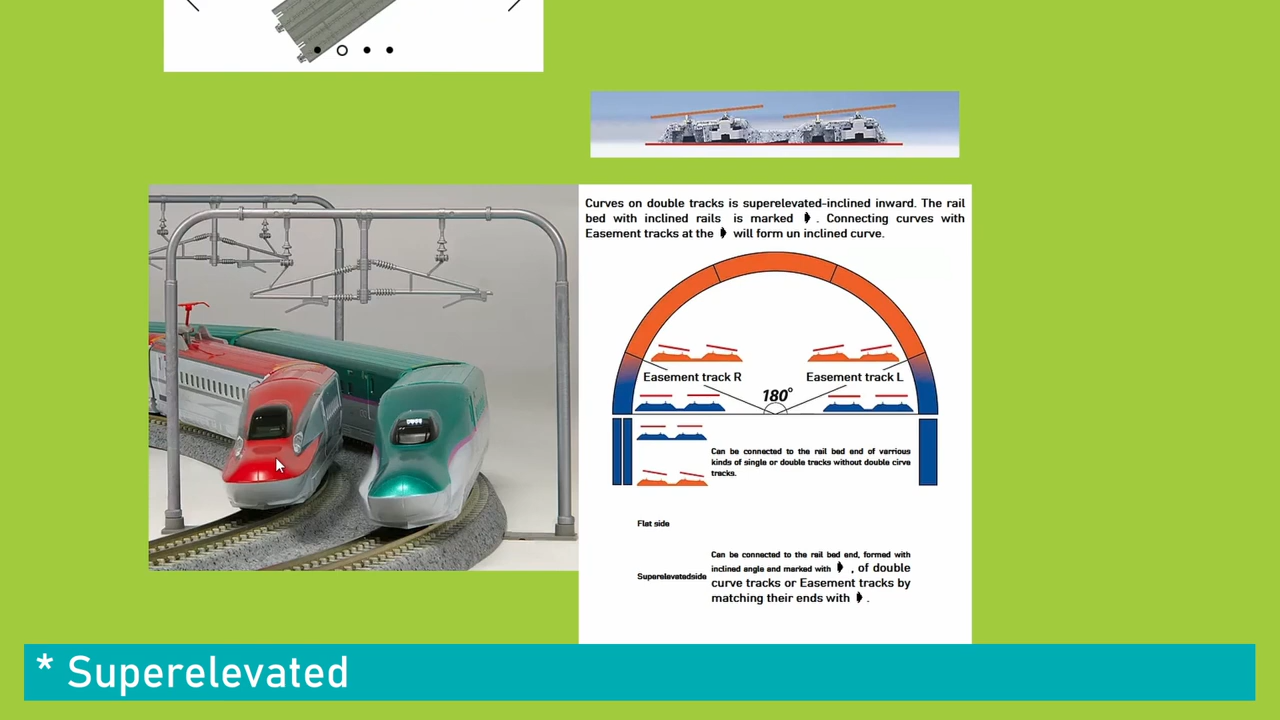 Curves on double tracks is superelevated-inclined inward. The rail
bed with inclined rails is marked . Connecting curves with
Easement tracks at the will form un inclined curve.
Easement track R
Easement track L
180°
Can be connected to the rail bed end of varrious
kinds of single or double tracks without double cirve
tracks.
Flat side
Can be connected to the rail bed end, formed with
inclined angle and marked with , of double
Superelevatedside
curve tracks or Easement tracks by
matching their ends with .
* Superelevated